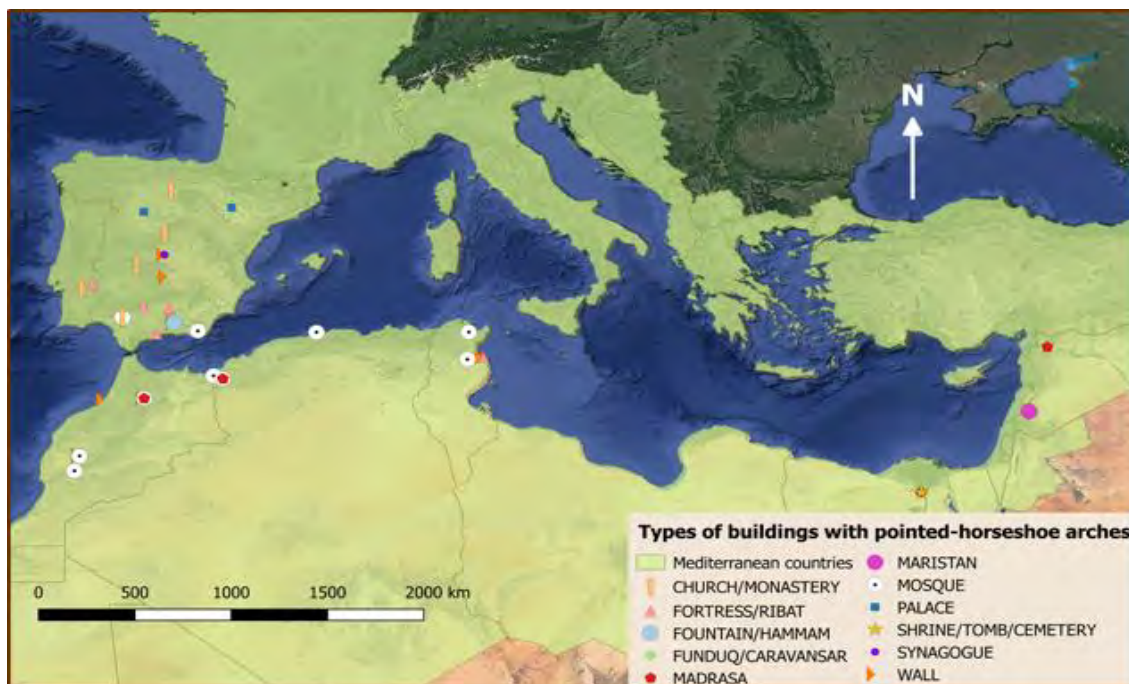 N
0 500 1000 1500 2000 km
Types of buildings with pointed-horseshoe arches
Mediterranean countries
CHURCH/MONASTERY
FORTRESS/RIBAT
FOUNTAIN/HAMMAM
FUNDUQ/CARAVANSAR
MADRASA
MARISTAN
MOSQUE
PALACE
SHRINE/TOMB/CEMETERY
SYNAGOGUE
WALL